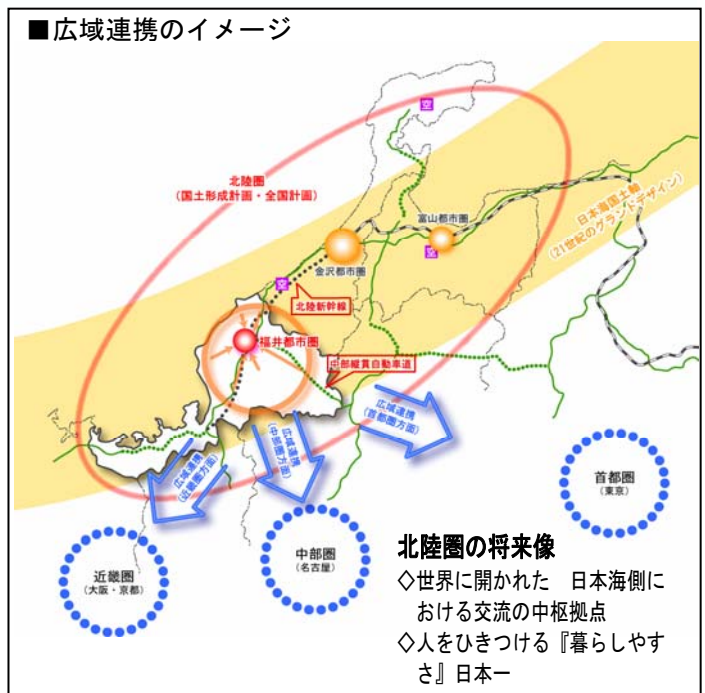 ■広域連携のイメージ
空
北陸圏
(国土形成計画・全国計画)
日本海国土軸
(21世紀のグランドデザイン)
富山都市圏
空
金沢都市圏
空
北陸新幹線
福井都市圏
中部縦貫自動車道
広域連携
(首都圏方面)
広域連携
(中部圏方面)
広域連携
(近畿圏方面)
首都圏
(東京)
中部圏
(名古屋)
近畿圏
(大阪・京都)
北陸圏の将来像
◇世界に開かれた 日本海側に
おける交流の中枢拠点
◇人をひきつける『暮らしやす
さ』日本一